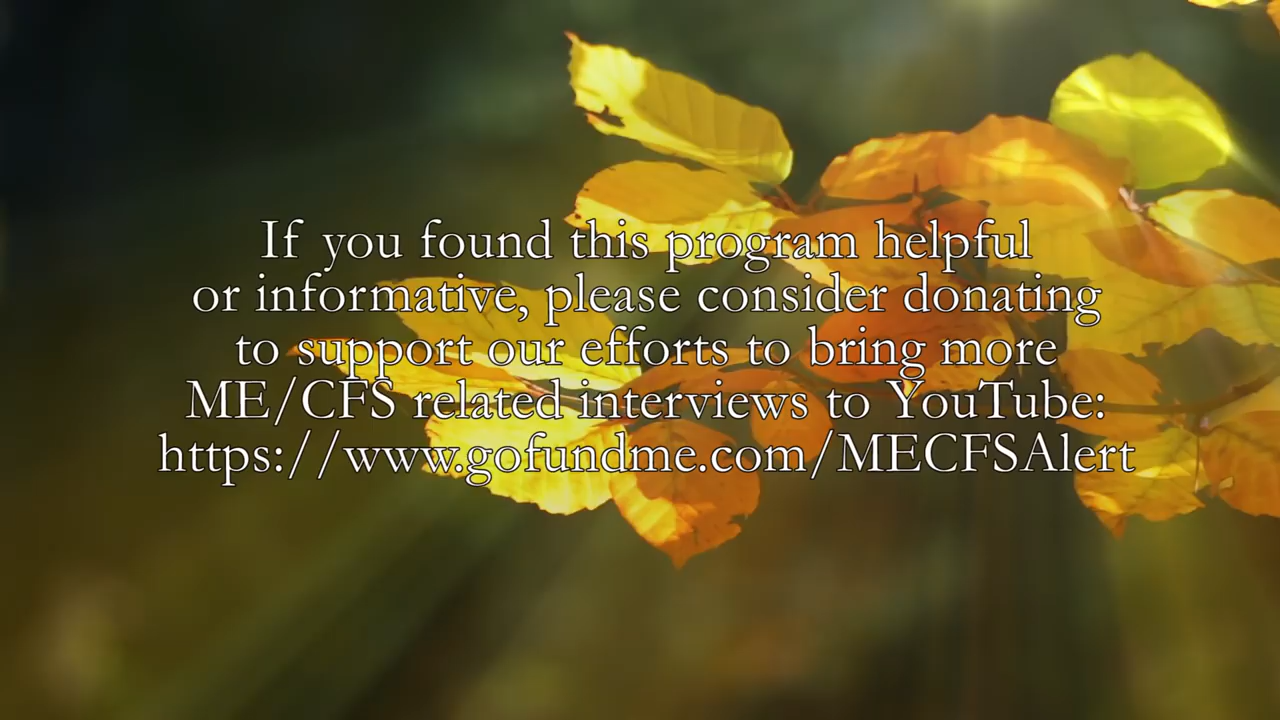 If you found this program helpful
or informative, please consider donating
to support our efforts to bring more
ME/CFS related interviews to YouTube:
https://www.gofundme.com/MECFSAlert